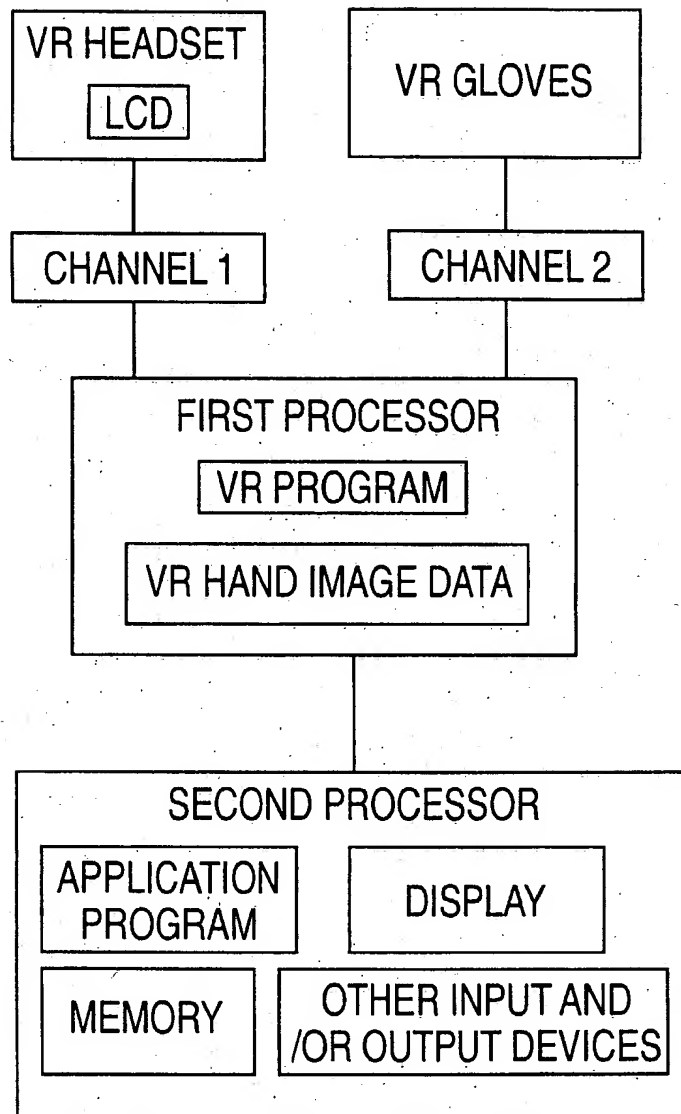 VR HEADSET
LCD
VR GLOVES
CHANNEL 1
CHANNEL 2
FIRST PROCESSOR
VR PROGRAM
VR HAND IMAGE DATA
SECOND PROCESSOR
APPLICATION
PROGRAM
DISPLAY
MEMORY
OTHER INPUT AND
/OR OUTPUT DEVICES